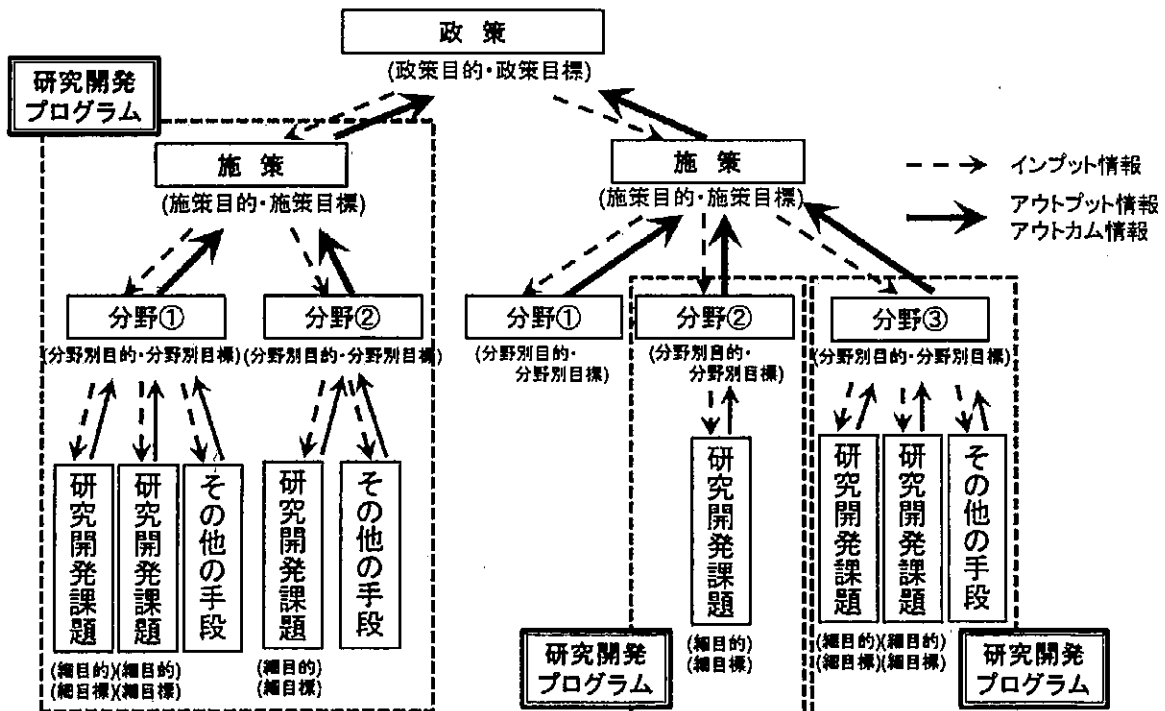 政 策
(政策目的・政策目標)
研究開発
プログラム
施 策
(施策目的・施策目標)
施 策
(施策目的・施策目標)
インプット情報
アウトプット情報
アウトカム情報
分野①
(分野別目的・分野別目標)
分野②
(分野別目的・分野別目標)
分野①
(分野別目的・
分野別目標)
分野②
(分野別目的・
分野別目標)
分野③
(分野別目的・分野別目標)
研究開発課題
(細目的)
(細目標)
研究開発課題
(細目的)
(細目標)
その他の手段
研究開発課題
(細目的)
(細目標)
その他の手段
研究開発課題
(細目的)
(細目標)
研究開発課題
(細目的)
(細目標)
研究開発課題
(細目的)
(細目標)
その他の手段
研究開発
プログラム
研究開発
プログラム